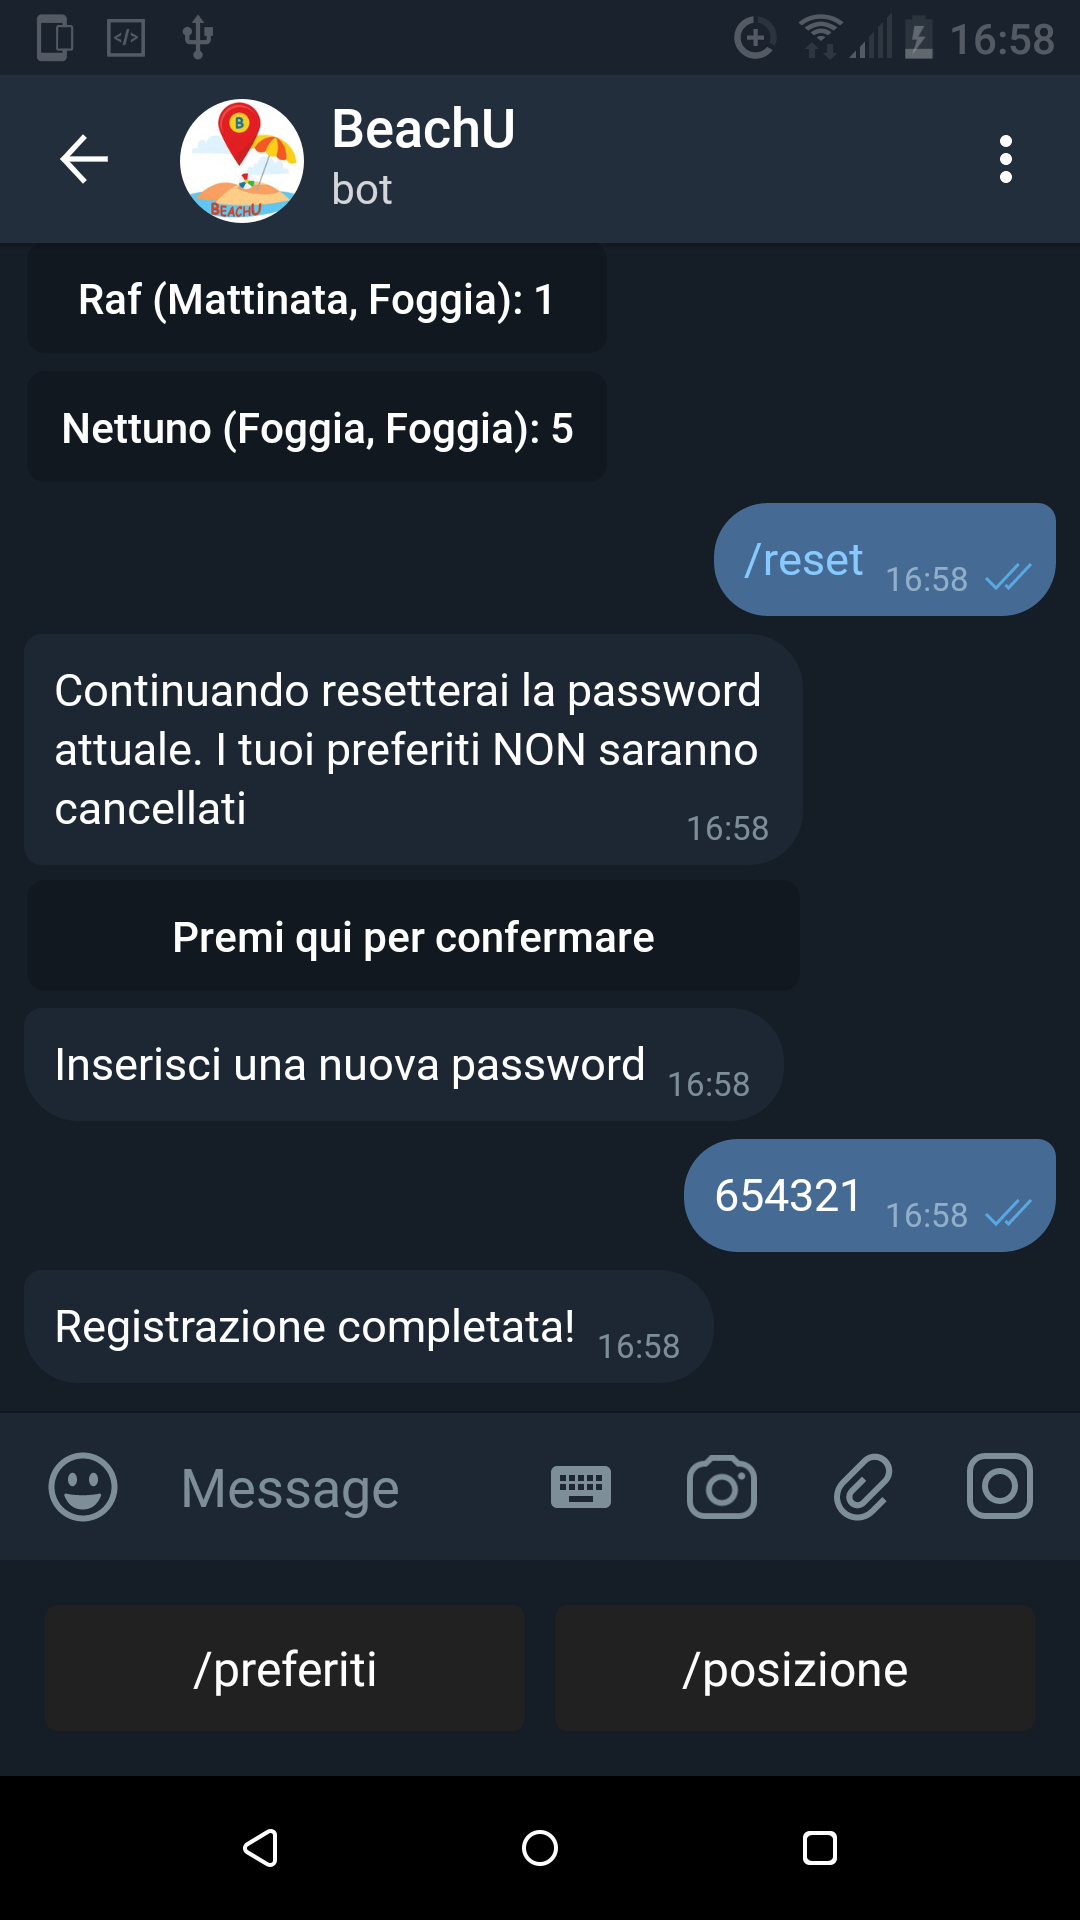 16:58
BeachU
bot
B
BEACHU
Raf (Mattinata, Foggia): 1
Nettuno (Foggia, Foggia): 5
/reset 16:58
Continuando resetterai la password
attuale. I tuoi preferiti NON saranno
cancellati
16:58
Premi qui per confermare
Inserisci una nuova password 16:58
654321 16:58
Registrazione completata! 16:58
Message
/preferiti /posizione